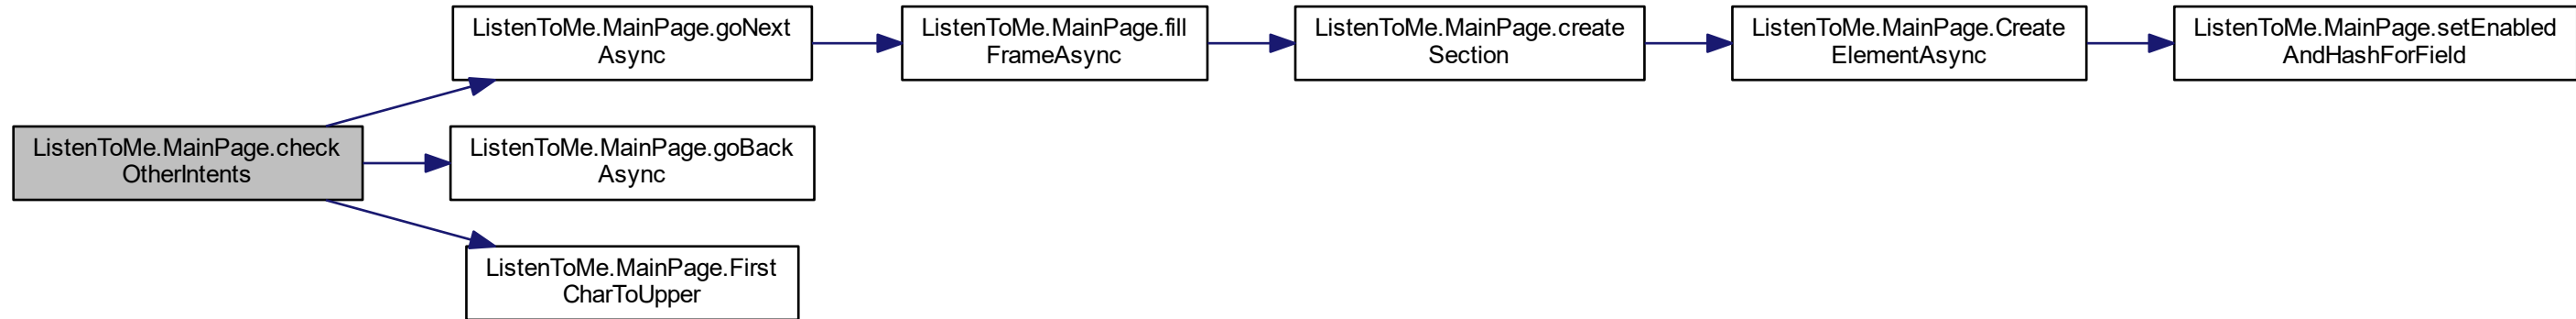 ListenToMe.MainPage.goNext
Async
ListenToMe.MainPage.fill
FrameAsync
ListenToMe.MainPage.create
Section
ListenToMe.MainPage.Create
ElementAsync
ListenToMe.MainPage.setEnabled
AndHashForField
ListenToMe.MainPage.check
OtherIntents
ListenToMe.MainPage.goBack
Async
ListenToMe.MainPage.First
CharToUpper